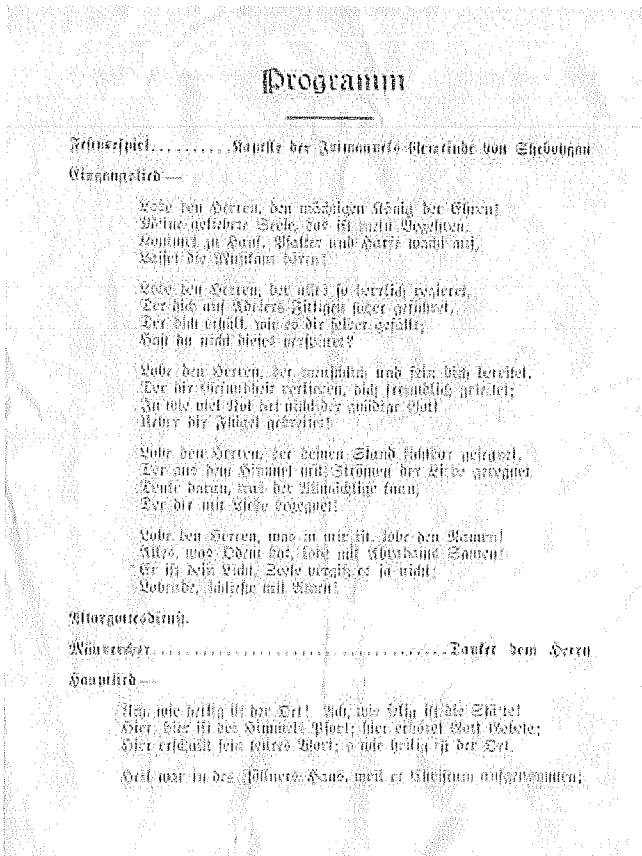 Programm
Festvorspiel..........Kapelle der Immanuels Gemeinde von Sheboygan
Eingangslied—
Lobe den Herren, den mächtigen König der Ehren!
Meine geliebete Seele, das ist mein Begehren.
Kommet zu Hauf, Psalter und Harfe wacht auf,
Lasset die Musikam hören!
Lobe den Herren, der alles so herrlich regieret,
Der dich auf Adelers Fittigen sicher geführet,
Der dich erhält, wie es dir selber gefällt;
Hast du nicht dieses verspüret?
Lobe den Herren, der künstlich und fein dich bereitet,
Der dir Gesundheit verliehen, dich freundlich geleitet;
In wie viel Not hat nicht der gnädige Gott
Ueber dir Flügel gebreitet!
Lobe den Herren, der deinen Stand sichtbar gesegnet,
Der aus dem Himmel mit Strömen der Liebe geregnet.
Denke daran, was der Allmächtige kann,
Der dir mit Liebe begegnet!
Lobe den Herren, was in mir ist, lobe den Namen!
Alles, was Odem hat, lobe mit Abrahams Samen!
Er ist dein Licht, Seele vergiß es ja nicht;
Lobende, schließe mit Amen!
Altargottesdienst.
Männerchor..................................Danket dem Herrn
Hauptlied—
Ach, wie heilig ist der Ort! Ach, wie selig ist die Stätte!
Hier, hier ist des Himmels Pfort; hier erhöret Gott Gebete;
Hier erschallt sein teures Wort; o wie heilig ist der Ort.
Heil war in des Zöllners Haus, weil er Christum aufgenommen;